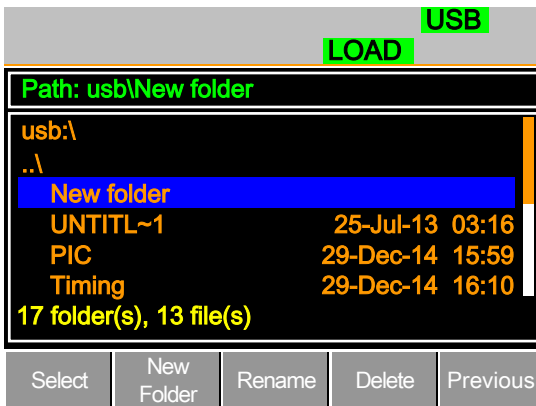 USB
LOAD
Path: usb\New folder
usb:\
..\
New folder
UNTITL~1 25-Jul-13 03:16
PIC 29-Dec-14 15:59
Timing 29-Dec-14 16:10
17 folder(s), 13 file(s)
Select
New
Folder
Rename
Delete
Previous